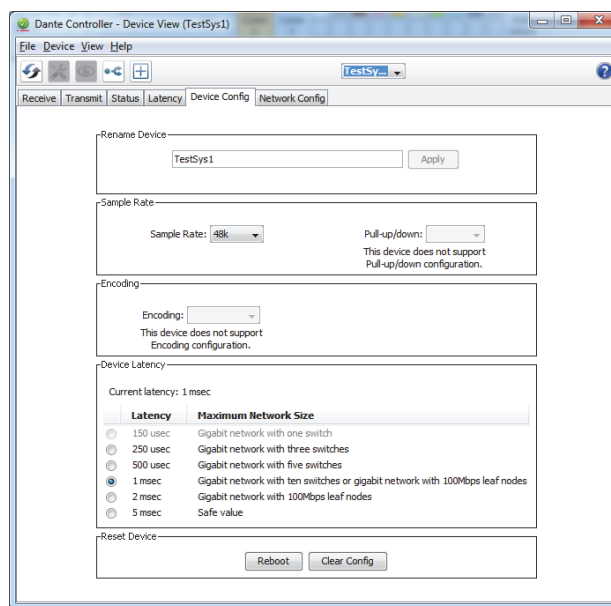 Dante Controller - Device View (TestSys1)
File Device View Help
TestSy...
Receive Transmit Status Latency Device Config Network Config
Rename Device
TestSys1 Apply
Sample Rate
Sample Rate: 48k Pull-up/down:
This device does not support
Pull-up/down configuration.
Encoding
Encoding:
This device does not support
Encoding configuration.
Device Latency
Current latency: 1 msec
Latency Maximum Network Size
150 usec Gigabit network with one switch
250 usec Gigabit network with three switches
500 usec Gigabit network with five switches
1 msec Gigabit network with ten switches or gigabit network with 100Mbps leaf nodes
2 msec Gigabit network with 100Mbps leaf nodes
5 msec Safe value
Reset Device
Reboot Clear Config